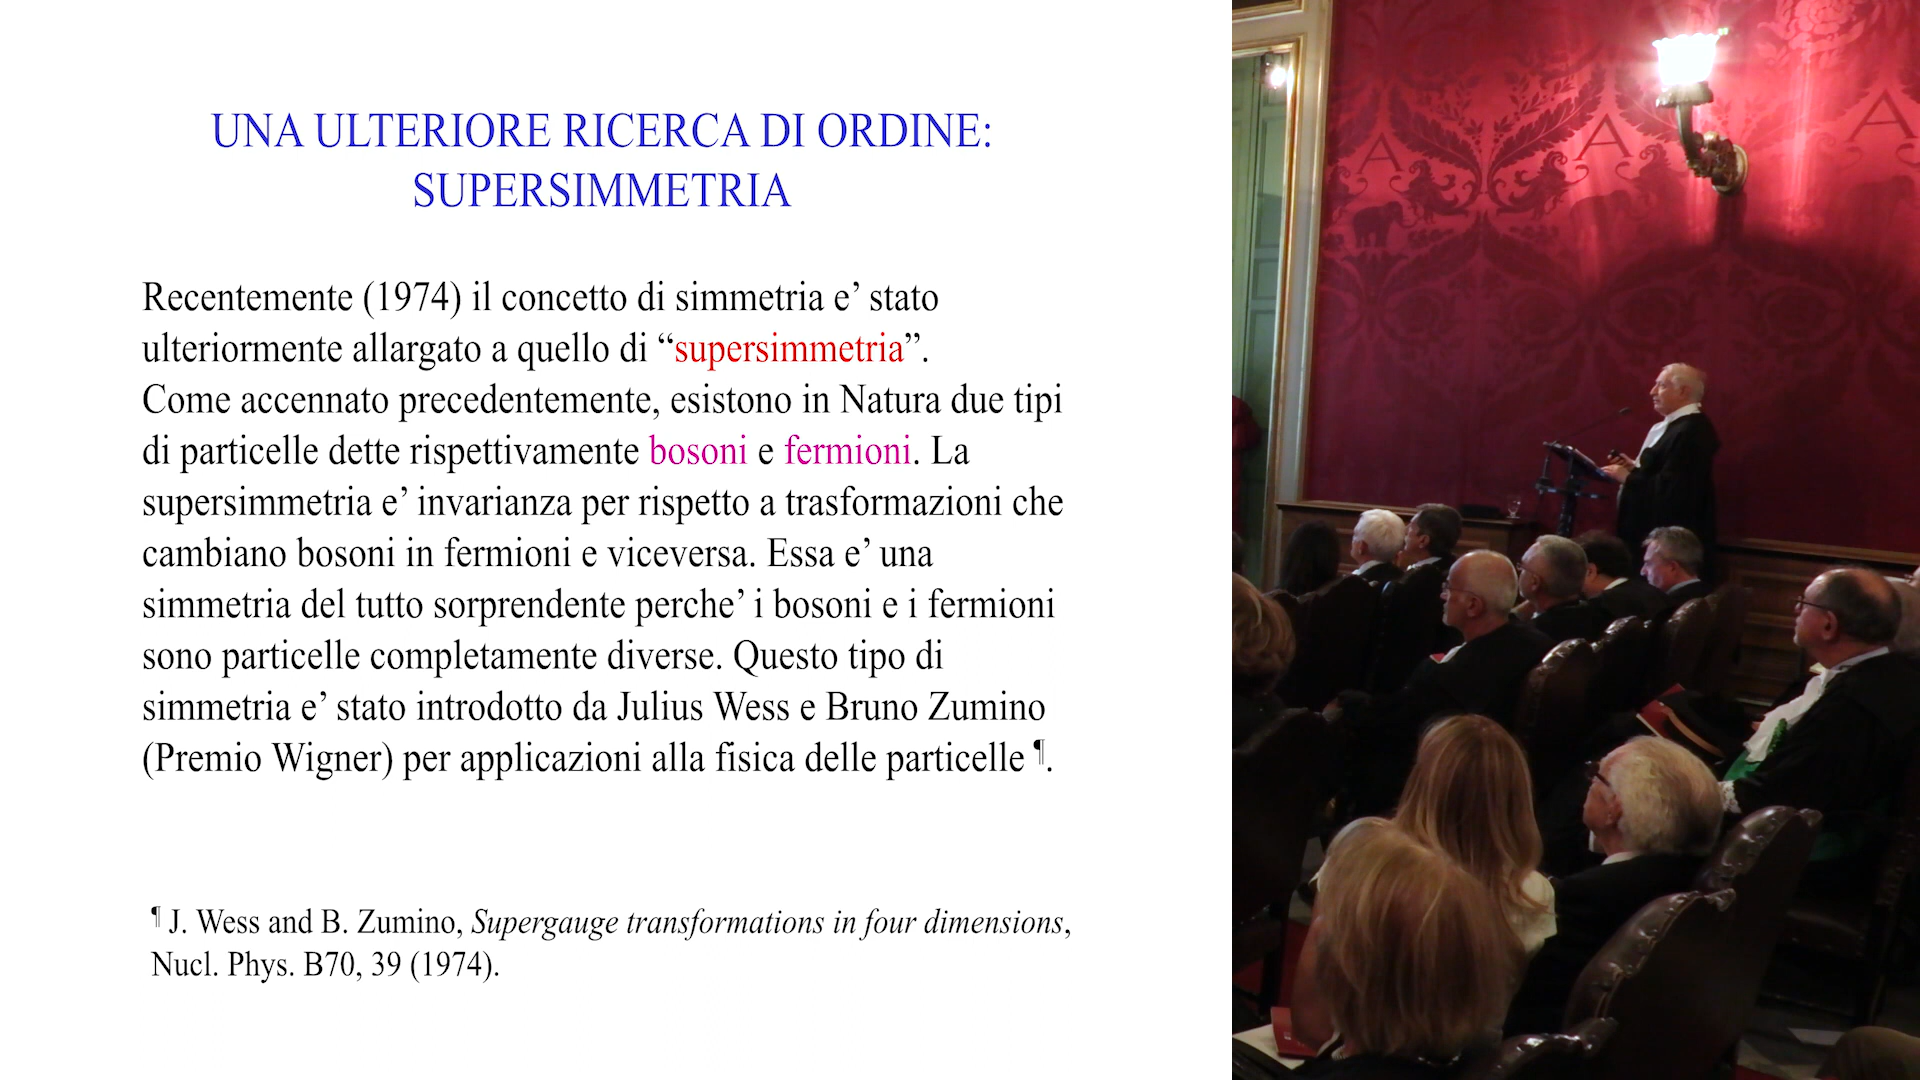 UNA ULTERIORE RICERCA DI ORDINE:
SUPERSIMMETRIA
Recentemente (1974) il concetto di simmetria e’ stato
ulteriormente allargato a quello di “supersimmetria”.
Come accennato precedentemente, esistono in Natura due tipi
di particelle dette rispettivamente bosoni e fermioni. La
supersimmetria e’ invarianza per rispetto a trasformazioni che
cambiano bosoni in fermioni e viceversa. Essa e’ una
simmetria del tutto sorprendente perche’ i bosoni e i fermioni
sono particelle completamente diverse. Questo tipo di
simmetria e’ stato introdotto da Julius Wess e Bruno Zumino
(Premio Wigner) per applicazioni alla fisica delle particelle ¶.
¶ J. Wess and B. Zumino, Supergauge transformations in four dimensions,
Nucl. Phys. B70, 39 (1974).
A A A